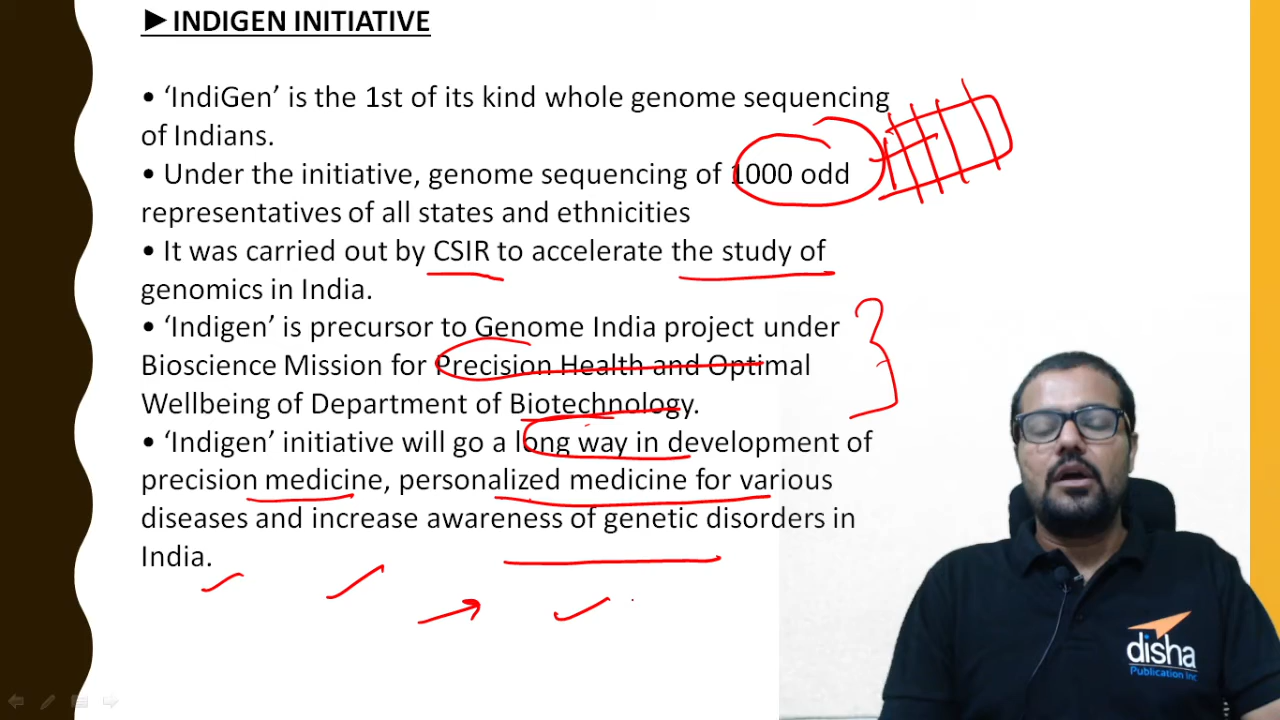 ►INDIGEN INITIATIVE
• ‘IndiGen’ is the 1st of its kind whole genome sequencing
of Indians.
• Under the initiative, genome sequencing of 1000 odd
representatives of all states and ethnicities
• It was carried out by CSIR to accelerate the study of
genomics in India.
• ‘Indigen’ is precursor to Genome India project under
Bioscience Mission for Precision Health and Optimal
Wellbeing of Department of Biotechnology.
• ‘Indigen’ initiative will go a long way in development of
precision medicine, personalized medicine for various
diseases and increase awareness of genetic disorders in
India.
disha
Publication Inc